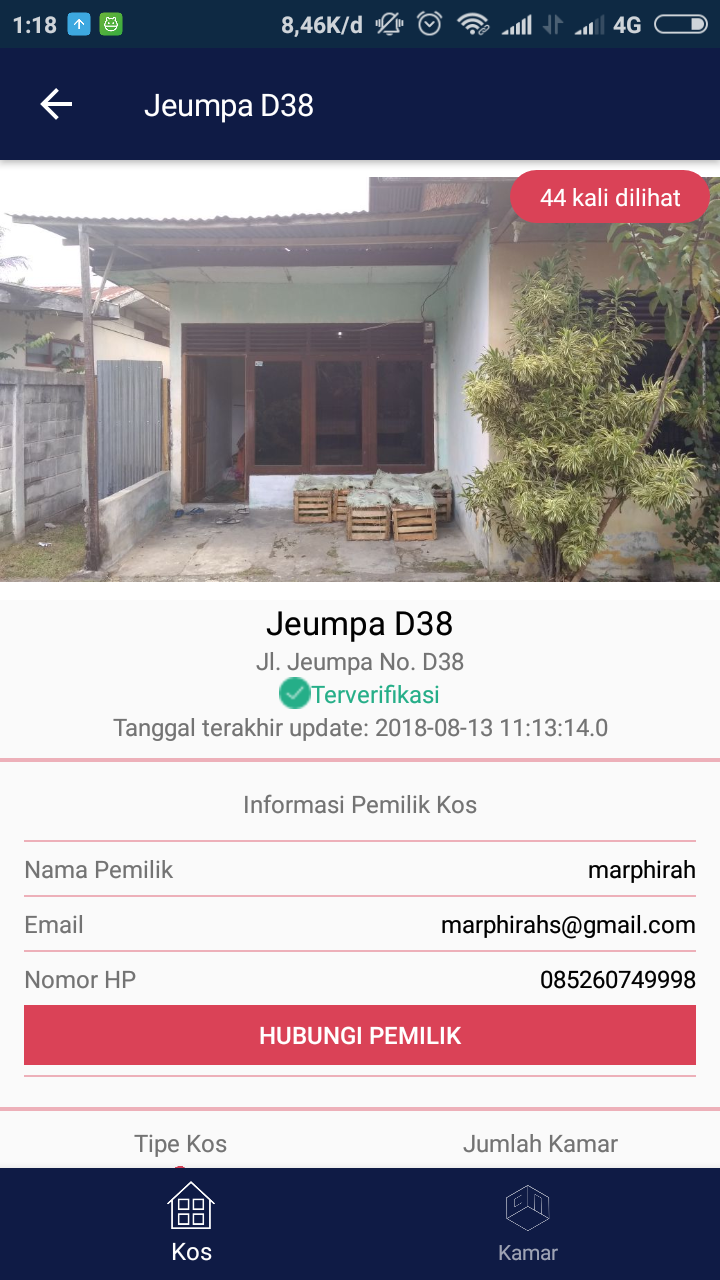 1:18 8,46K/d 4G
Jeumpa D38
44 kali dilihat
Jeumpa D38
Jl. Jeumpa No. D38
Terverifikasi
Tanggal terakhir update: 2018-08-13 11:13:14.0
Informasi Pemilik Kos
Nama Pemilik marphirah
Email marphirahs@gmail.com
Nomor HP 085260749998
HUBUNGI PEMILIK
Tipe Kos Jumlah Kamar
Kos Kamar